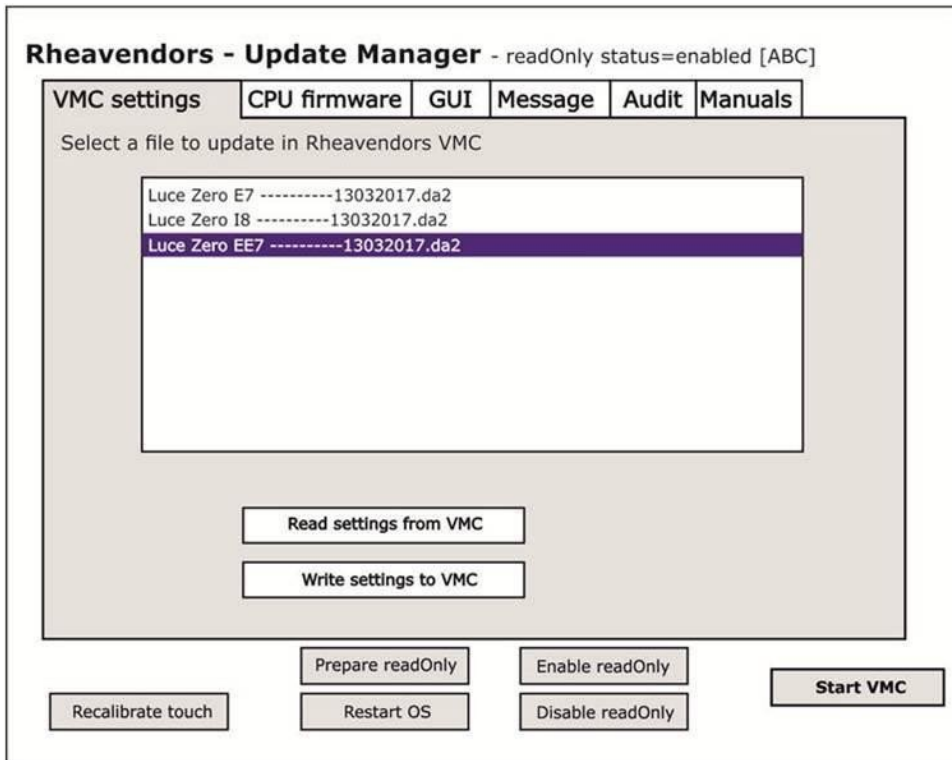 Rheavendors - Update Manager - readOnly status=enabled [ABC]
VMC settings CPU firmware GUI Message Audit Manuals
Select a file to update in Rheavendors VMC
Luce Zero E7 ----------13032017.da2
Luce Zero I8 ----------13032017.da2
Luce Zero EE7 ----------13032017.da2
Read settings from VMC
Write settings to VMC
Prepare readOnly Enable readOnly
Start VMC
Recalibrate touch Restart OS Disable readOnly